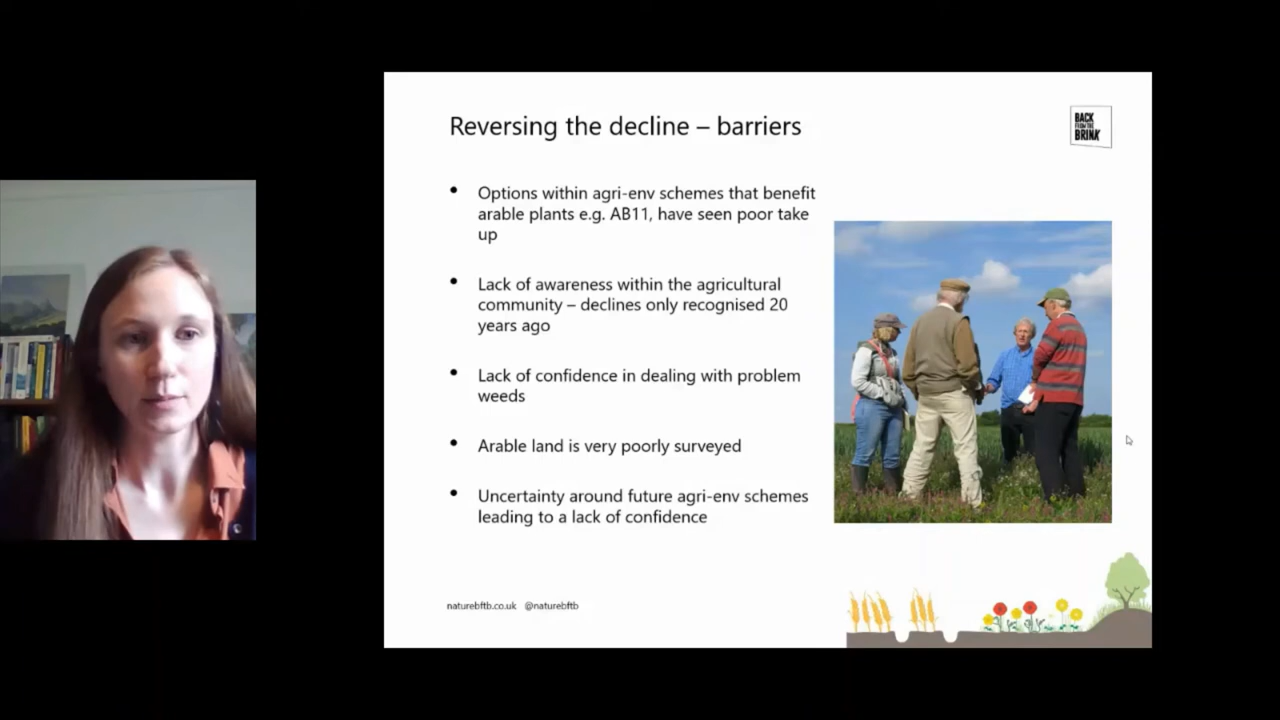 Reversing the decline – barriers
BACK
FROM THE
BRINK
• Options within agri-env schemes that benefit
arable plants e.g. AB11, have seen poor take
up
• Lack of awareness within the agricultural
community – declines only recognised 20
years ago
• Lack of confidence in dealing with problem
weeds
• Arable land is very poorly surveyed
• Uncertainty around future agri-env schemes
leading to a lack of confidence
naturebftb.co.uk @naturebftb